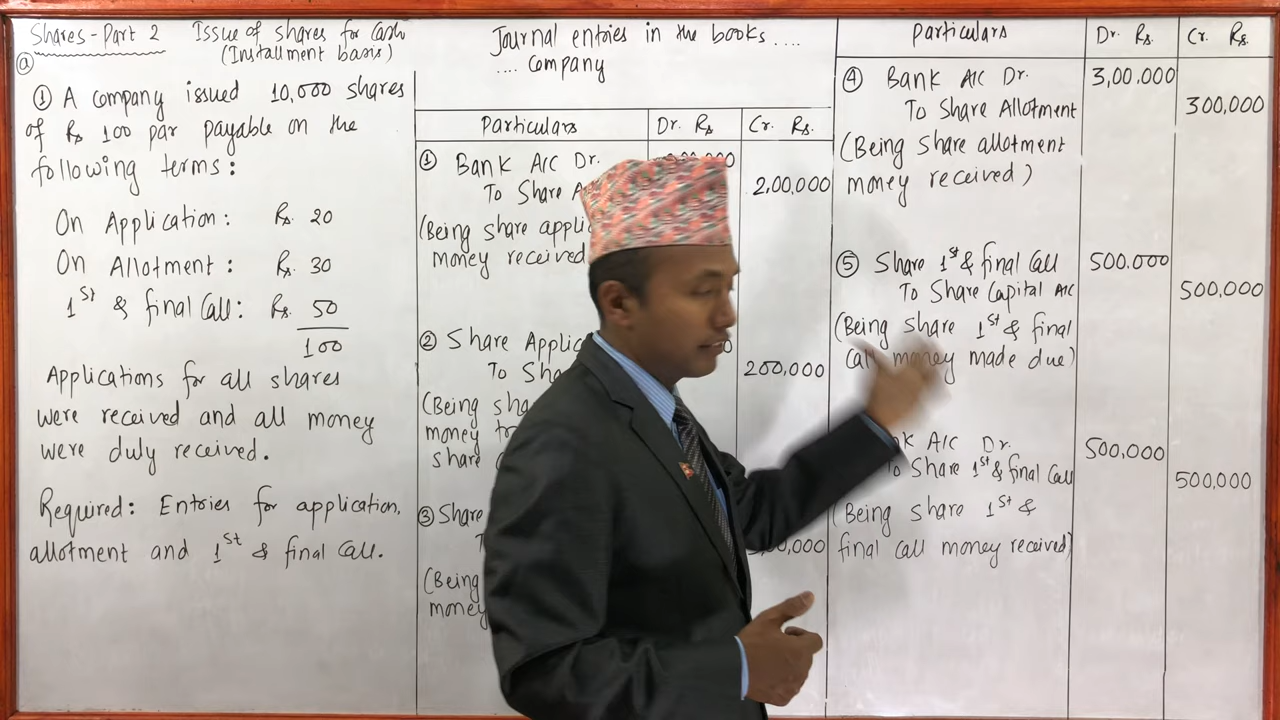 Shares - Part 2 Issue of shares for Cash
(Installment basis)
a
① A company issued 10,000 shares
of Rs 100 par payable on the
following terms:
On Application: Rs. 20
On Allotment: Rs. 30
1st & final Call: Rs. 50
100
Applications for all shares
were received and all money
were duly received.
Required: Entries for application,
allotment and 1st & final call.
Journal entries in the books ....
.... company
Particulars Dr. Rs Cr. Rs.
① Bank A/C Dr.
To Share 2,00,000
(Being share
money received
② Share
To 200,000
(Being
money
share
③ Share
(Being
money
Particulars Dr. Rs. Cr. Rs.
④ Bank A/C Dr. 3,00,000
To Share Allotment 300,000
(Being share allotment
money received)
⑤ Share 1st & final Call 500.000
To Share Capital A/C 500,000
(Being share 1st & final
call money made due)
A/C Dr. 500,000
To Share 1st & final Call 500,000
(Being share 1st &
final call money received)